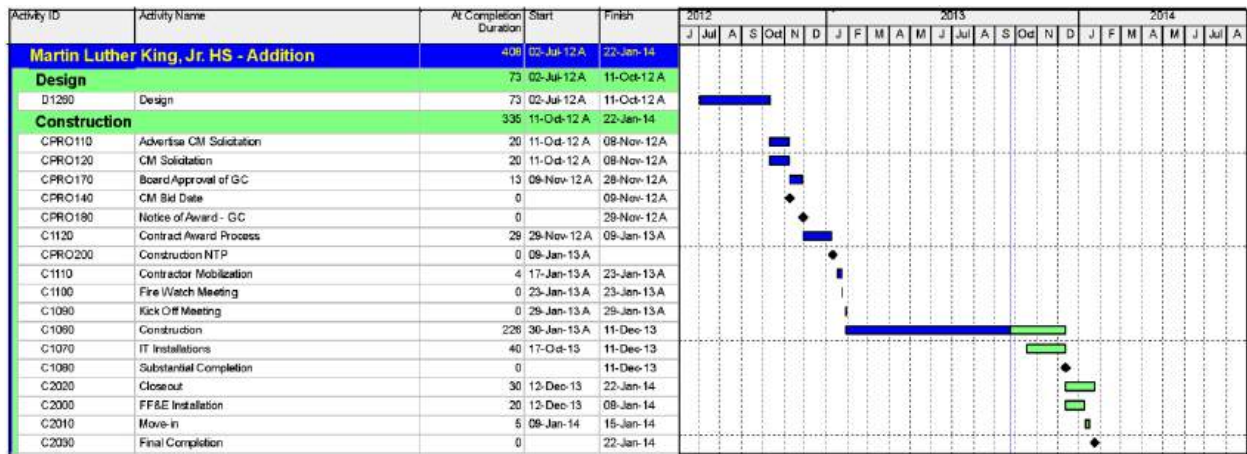 Activity ID Activity Name At Completion Duration Start Finish 2012 2013 2014
J Jul A S Oct N D J F M A M J Jul A S Oct N D J F M A M J Jul A
Martin Luther King, Jr. HS - Addition 408 02-Jul-12 A 22-Jan-14
Design 73 02-Jul-12 A 11-Oct-12 A
D1260 Design 73 02-Jul-12 A 11-Oct-12 A
Construction 335 11-Oct-12 A 22-Jan-14
CPRO110 Advertise CM Solicitation 20 11-Oct-12 A 08-Nov-12 A
CPRO120 CM Solicitation 20 11-Oct-12 A 08-Nov-12 A
CPRO170 Board Approval of GC 13 09-Nov-12 A 28-Nov-12 A
CPRO140 CM Bid Date 0 09-Nov-12 A
CPRO180 Notice of Award - GC 0 29-Nov-12 A
C1120 Contract Award Process 29 29-Nov-12 A 09-Jan-13 A
CPRO200 Construction NTP 0 09-Jan-13 A
C1110 Contractor Mobilization 4 17-Jan-13 A 23-Jan-13 A
C1100 Fire Watch Meeting 0 23-Jan-13 A 23-Jan-13 A
C1090 Kick Off Meeting 0 29-Jan-13 A 29-Jan-13 A
C1060 Construction 226 30-Jan-13 A 11-Dec-13
C1070 IT Installations 40 17-Oct-13 11-Dec-13
C1080 Substantial Completion 0 11-Dec-13
C2020 Closeout 30 12-Dec-13 22-Jan-14
C2000 FF&E Installation 20 12-Dec-13 08-Jan-14
C2010 Move-in 5 09-Jan-14 15-Jan-14
C2030 Final Completion 0 22-Jan-14